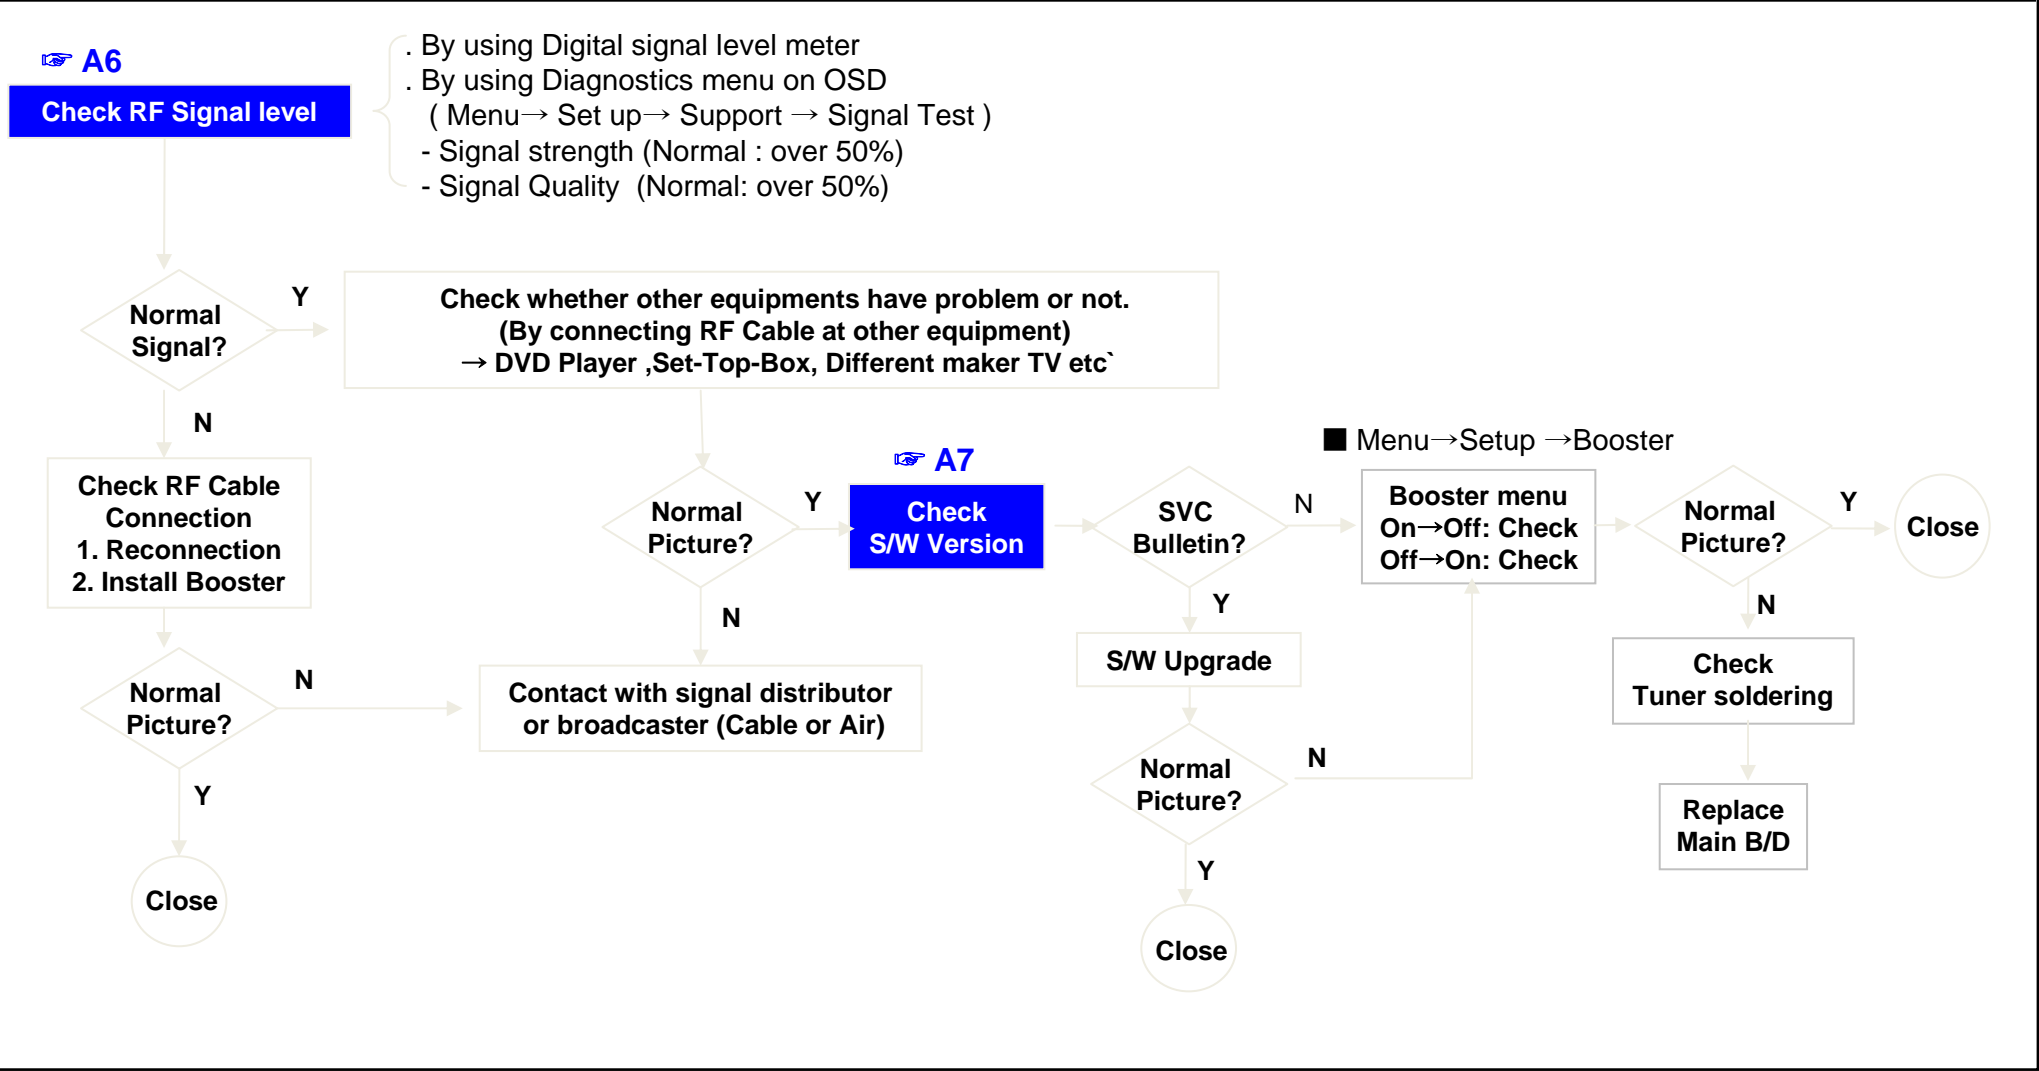 ☞ A6
Check RF Signal level
. By using Digital signal level meter
. By using Diagnostics menu on OSD
( Menu→ Set up→ Support → Signal Test )
- Signal strength (Normal : over 50%)
- Signal Quality  (Normal: over 50%)
Normal
Signal?
Y
N
Check whether other equipments have problem or not.
(By connecting RF Cable at other equipment)
→ DVD Player ,Set-Top-Box, Different maker TV etc`
Check RF Cable
Connection
1. Reconnection
2. Install Booster
Normal
Picture?
N
Y
Close
Normal
Picture?
Y
N
Contact with signal distributor
or broadcaster (Cable or Air)
☞ A7
Check
S/W Version
SVC
Bulletin?
N
Y
S/W Upgrade
Normal
Picture?
N
Y
Close
■ Menu→Setup →Booster
Booster menu
On→Off: Check
Off→On: Check
Normal
Picture?
Y
Close
N
Check
Tuner soldering
Replace
Main B/D